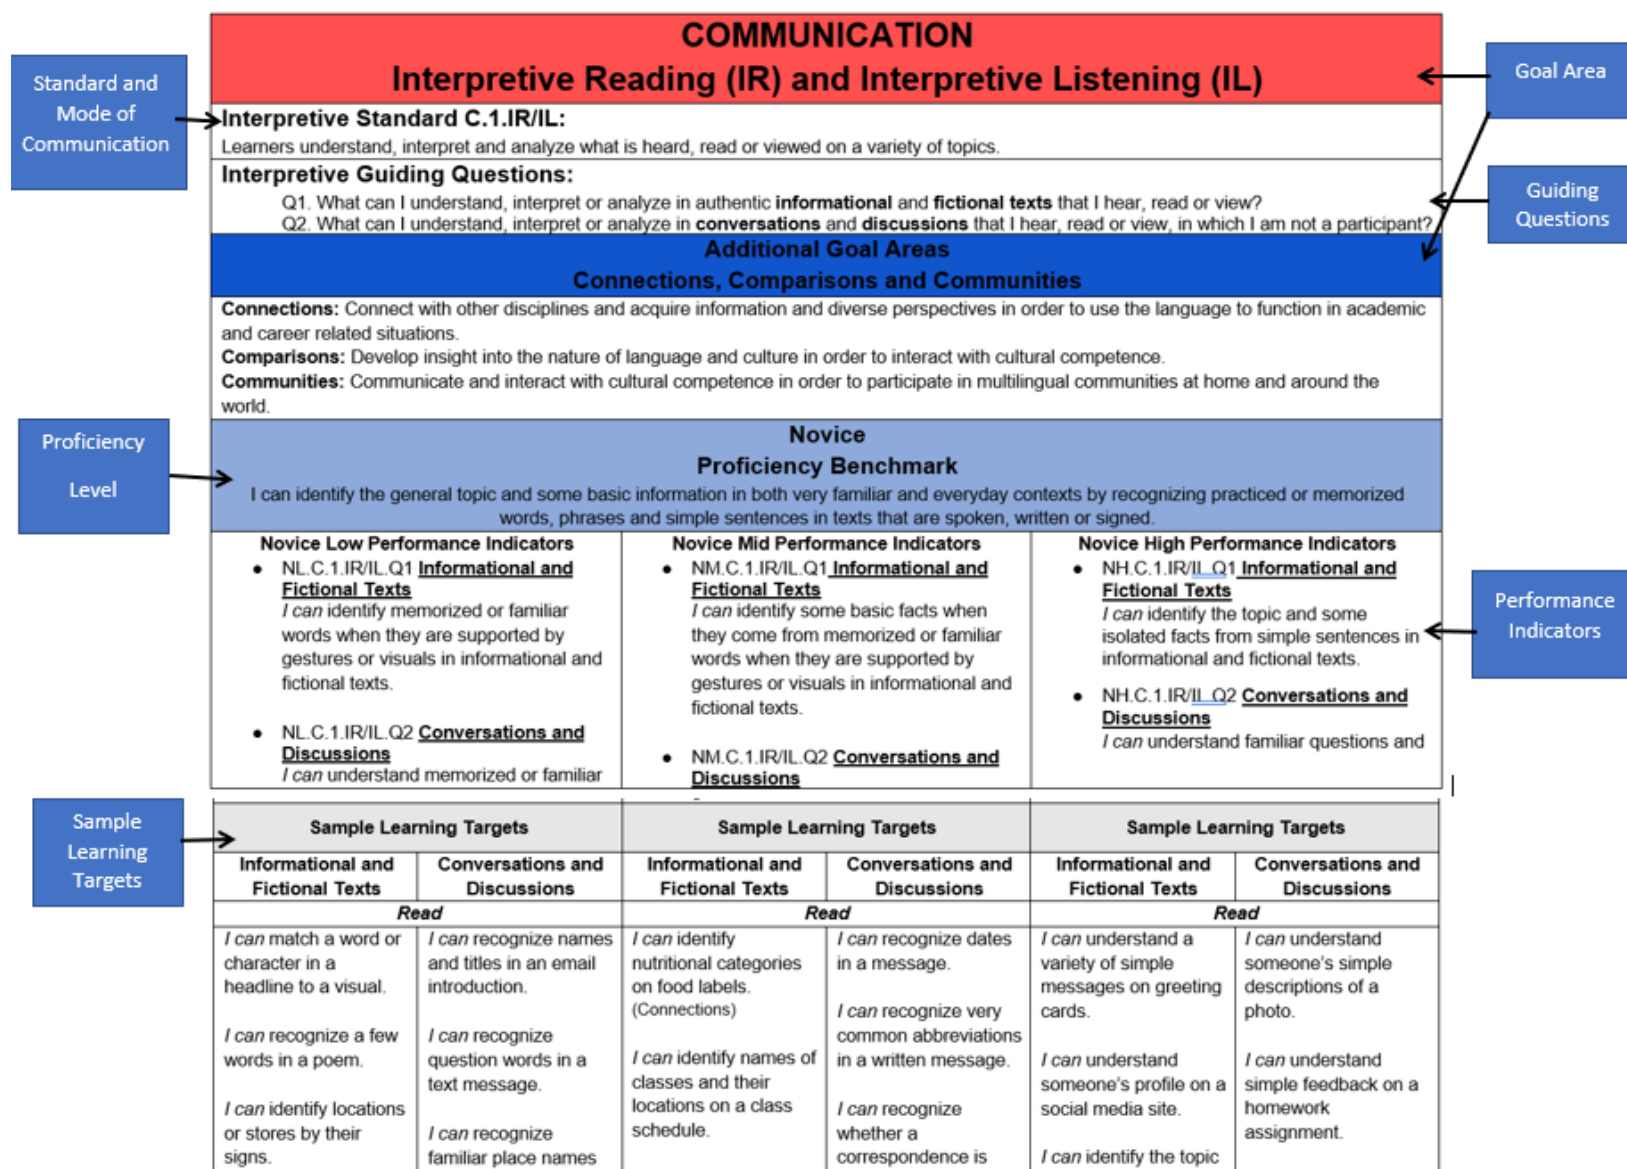 COMMUNICATION
Interpretive Reading (IR) and Interpretive Listening (IL)
Goal Area
Standard and
Mode of
Communication
Interpretive Standard C.1.IR/IL:
Learners understand, interpret and analyze what is heard, read or viewed on a variety of topics.
Interpretive Guiding Questions:
Q1. What can I understand, interpret or analyze in authentic informational and fictional texts that I hear, read or view?
Q2. What can I understand, interpret or analyze in conversations and discussions that I hear, read or view, in which I am not a participant?
Guiding
Questions
Additional Goal Areas
Connections, Comparisons and Communities
Connections: Connect with other disciplines and acquire information and diverse perspectives in order to use the language to function in academic
and career related situations.
Comparisons: Develop insight into the nature of language and culture in order to interact with cultural competence.
Communities: Communicate and interact with cultural competence in order to participate in multilingual communities at home and around the
world.
Proficiency
Level
Novice
Proficiency Benchmark
I can identify the general topic and some basic information in both very familiar and everyday contexts by recognizing practiced or memorized
words, phrases and simple sentences in texts that are spoken, written or signed.
Novice Low Performance Indicators
● NL.C.1.IR/IL.Q1 Informational and
Fictional Texts
I can identify memorized or familiar
words when they are supported by
gestures or visuals in informational and
fictional texts.
● NL.C.1.IR/IL.Q2 Conversations and
Discussions
I can understand memorized or familiar
Novice Mid Performance Indicators
● NM.C.1.IR/IL.Q1 Informational and
Fictional Texts
I can identify some basic facts when
they come from memorized or familiar
words when they are supported by
gestures or visuals in informational and
fictional texts.
● NM.C.1.IR/IL.Q2 Conversations and
Discussions
Novice High Performance Indicators
● NH.C.1.IR/IL.Q1 Informational and
Fictional Texts
I can identify the topic and some
isolated facts from simple sentences in
informational and fictional texts.
● NH.C.1.IR/IL.Q2 Conversations and
Discussions
I can understand familiar questions and
Performance
Indicators
Sample
Learning
Targets
Sample Learning Targets
Informational and
Fictional Texts
Conversations and
Discussions
Read
I can match a word or
character in a
headline to a visual.
I can recognize a few
words in a poem.
I can identify locations
or stores by their
signs.
I can recognize names
and titles in an email
introduction.
I can recognize
question words in a
text message.
I can recognize
familiar place names
Sample Learning Targets
Informational and
Fictional Texts
Conversations and
Discussions
Read
I can identify
nutritional categories
on food labels.
(Connections)
I can identify names of
classes and their
locations on a class
schedule.
I can recognize dates
in a message.
I can recognize very
common abbreviations
in a written message.
I can recognize
whether a
correspondence is
Sample Learning Targets
Informational and
Fictional Texts
Conversations and
Discussions
Read
I can understand a
variety of simple
messages on greeting
cards.
I can understand
someone's profile on a
social media site.
I can identify the topic
I can understand
someone's simple
descriptions of a
photo.
I can understand
simple feedback on a
homework
assignment.